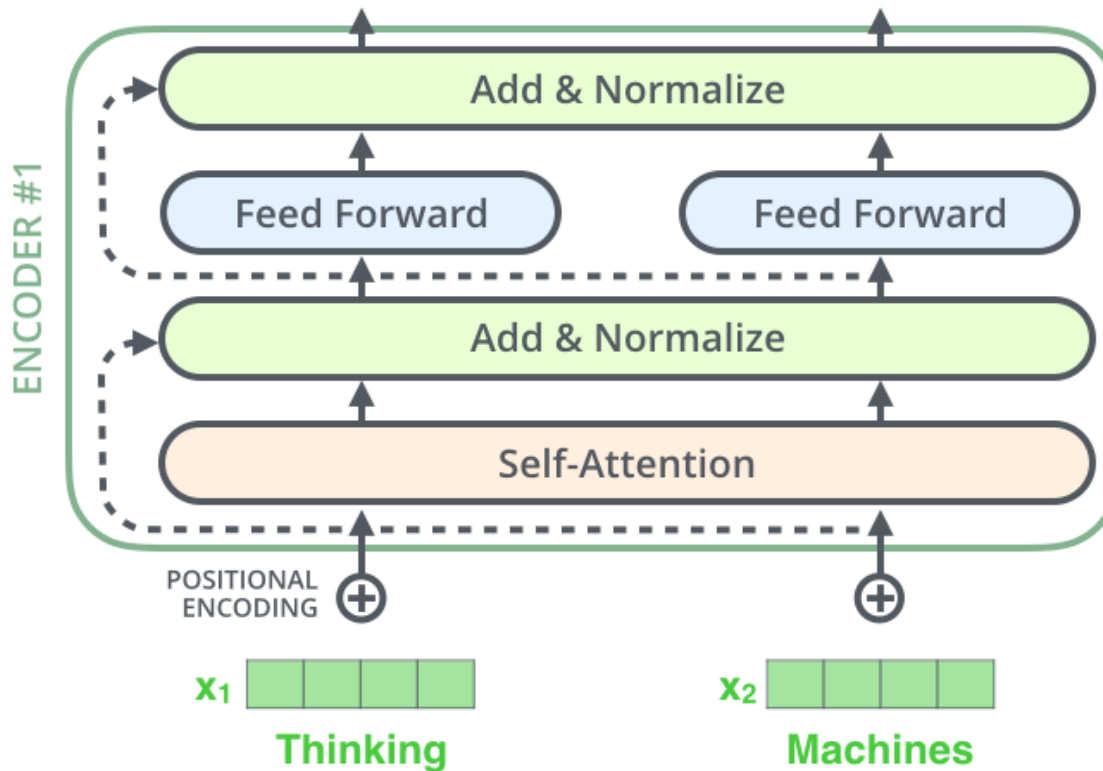 Add & Normalize
Feed Forward
Feed Forward
ENCODER #1
Add & Normalize
Self-Attention
POSITIONAL
ENCODING
x₁
x₂
Thinking
Machines